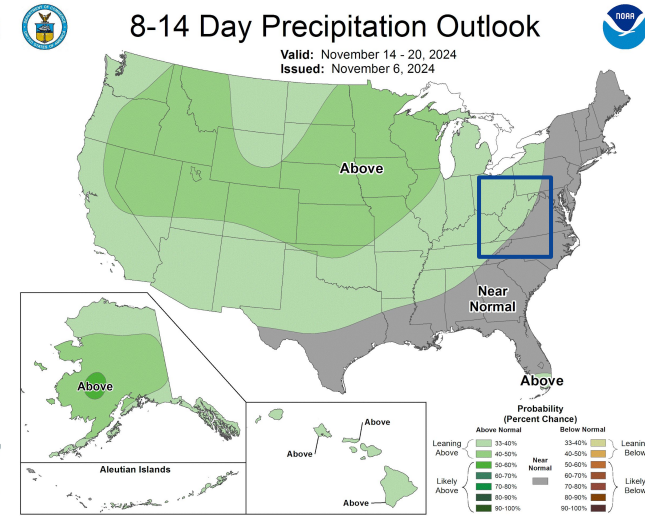 8-14 Day Precipitation Outlook
Valid: November 14 - 20, 2024
Issued: November 6, 2024
NOAA
Above
Near
Normal
Above
Above
Aleutian Islands
Above
Above
Above
Probability
(Percent Chance)
Above Normal
Below Normal
Leaning
Above
33-40%
40-50%
Likely
Above
50-60%
60-70%
70-80%
80-90%
90-100%
Near
Normal
33-40%
40-50%
50-60%
60-70%
70-80%
80-90%
90-100%
Leanin
Below
Likely
Below